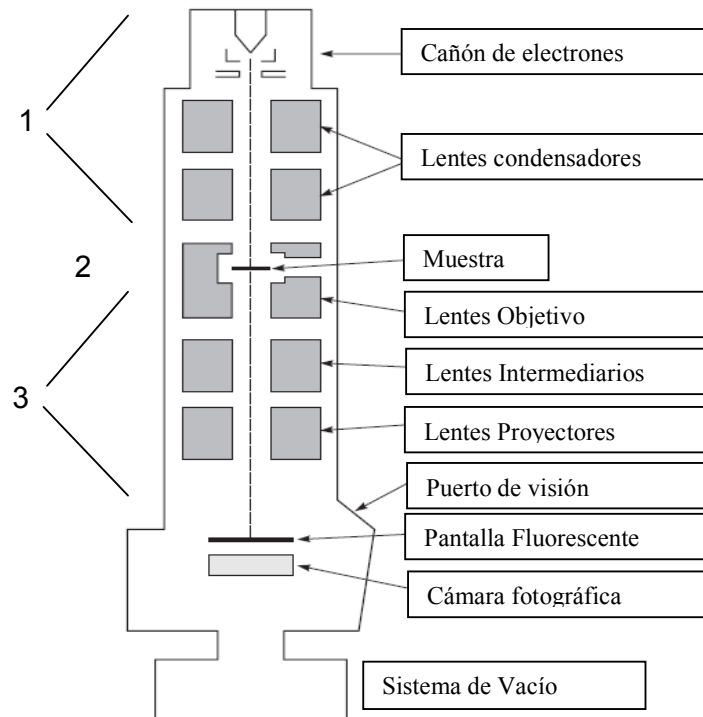 1
Cañón de electrones
Lentes condensadores
2
Muestra
Lentes Objetivo
Lentes Intermediarios
3
Lentes Proyectores
Puerto de visión
Pantalla Fluorescente
Cámara fotográfica
Sistema de Vacío